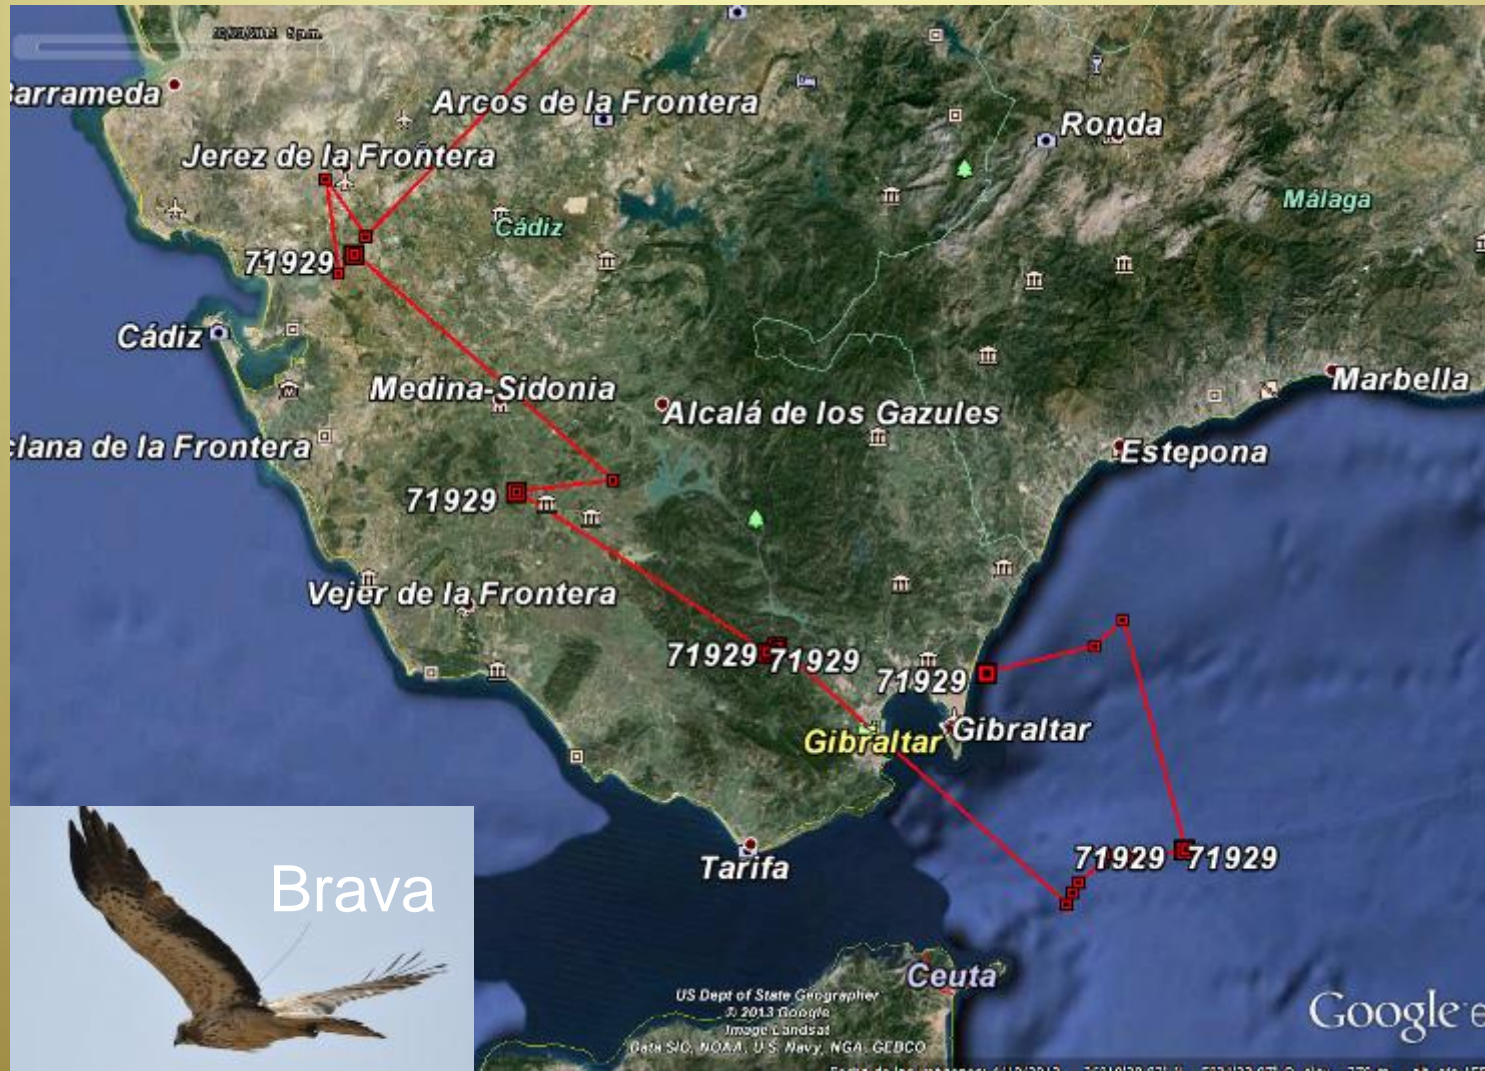 arrameda
Arcos de la Frontera
Ronda
Jerez de la Frontera
Málaga
Cádiz
71929
Cádiz
Medina-Sidonia
Marbella
Alcalá de los Gazules
clana de la Frontera
Estepona
71929
Vejer de la Frontera
71929 71929
71929
Gibraltar
Gibraltar
71929 71929
Tarifa
Brava
Ceuta
US Dept of State Geographer
© 2013 Google
Image Landsat
Data SIO, NOAA, U.S. Navy, NGA, GEBCO
Google e